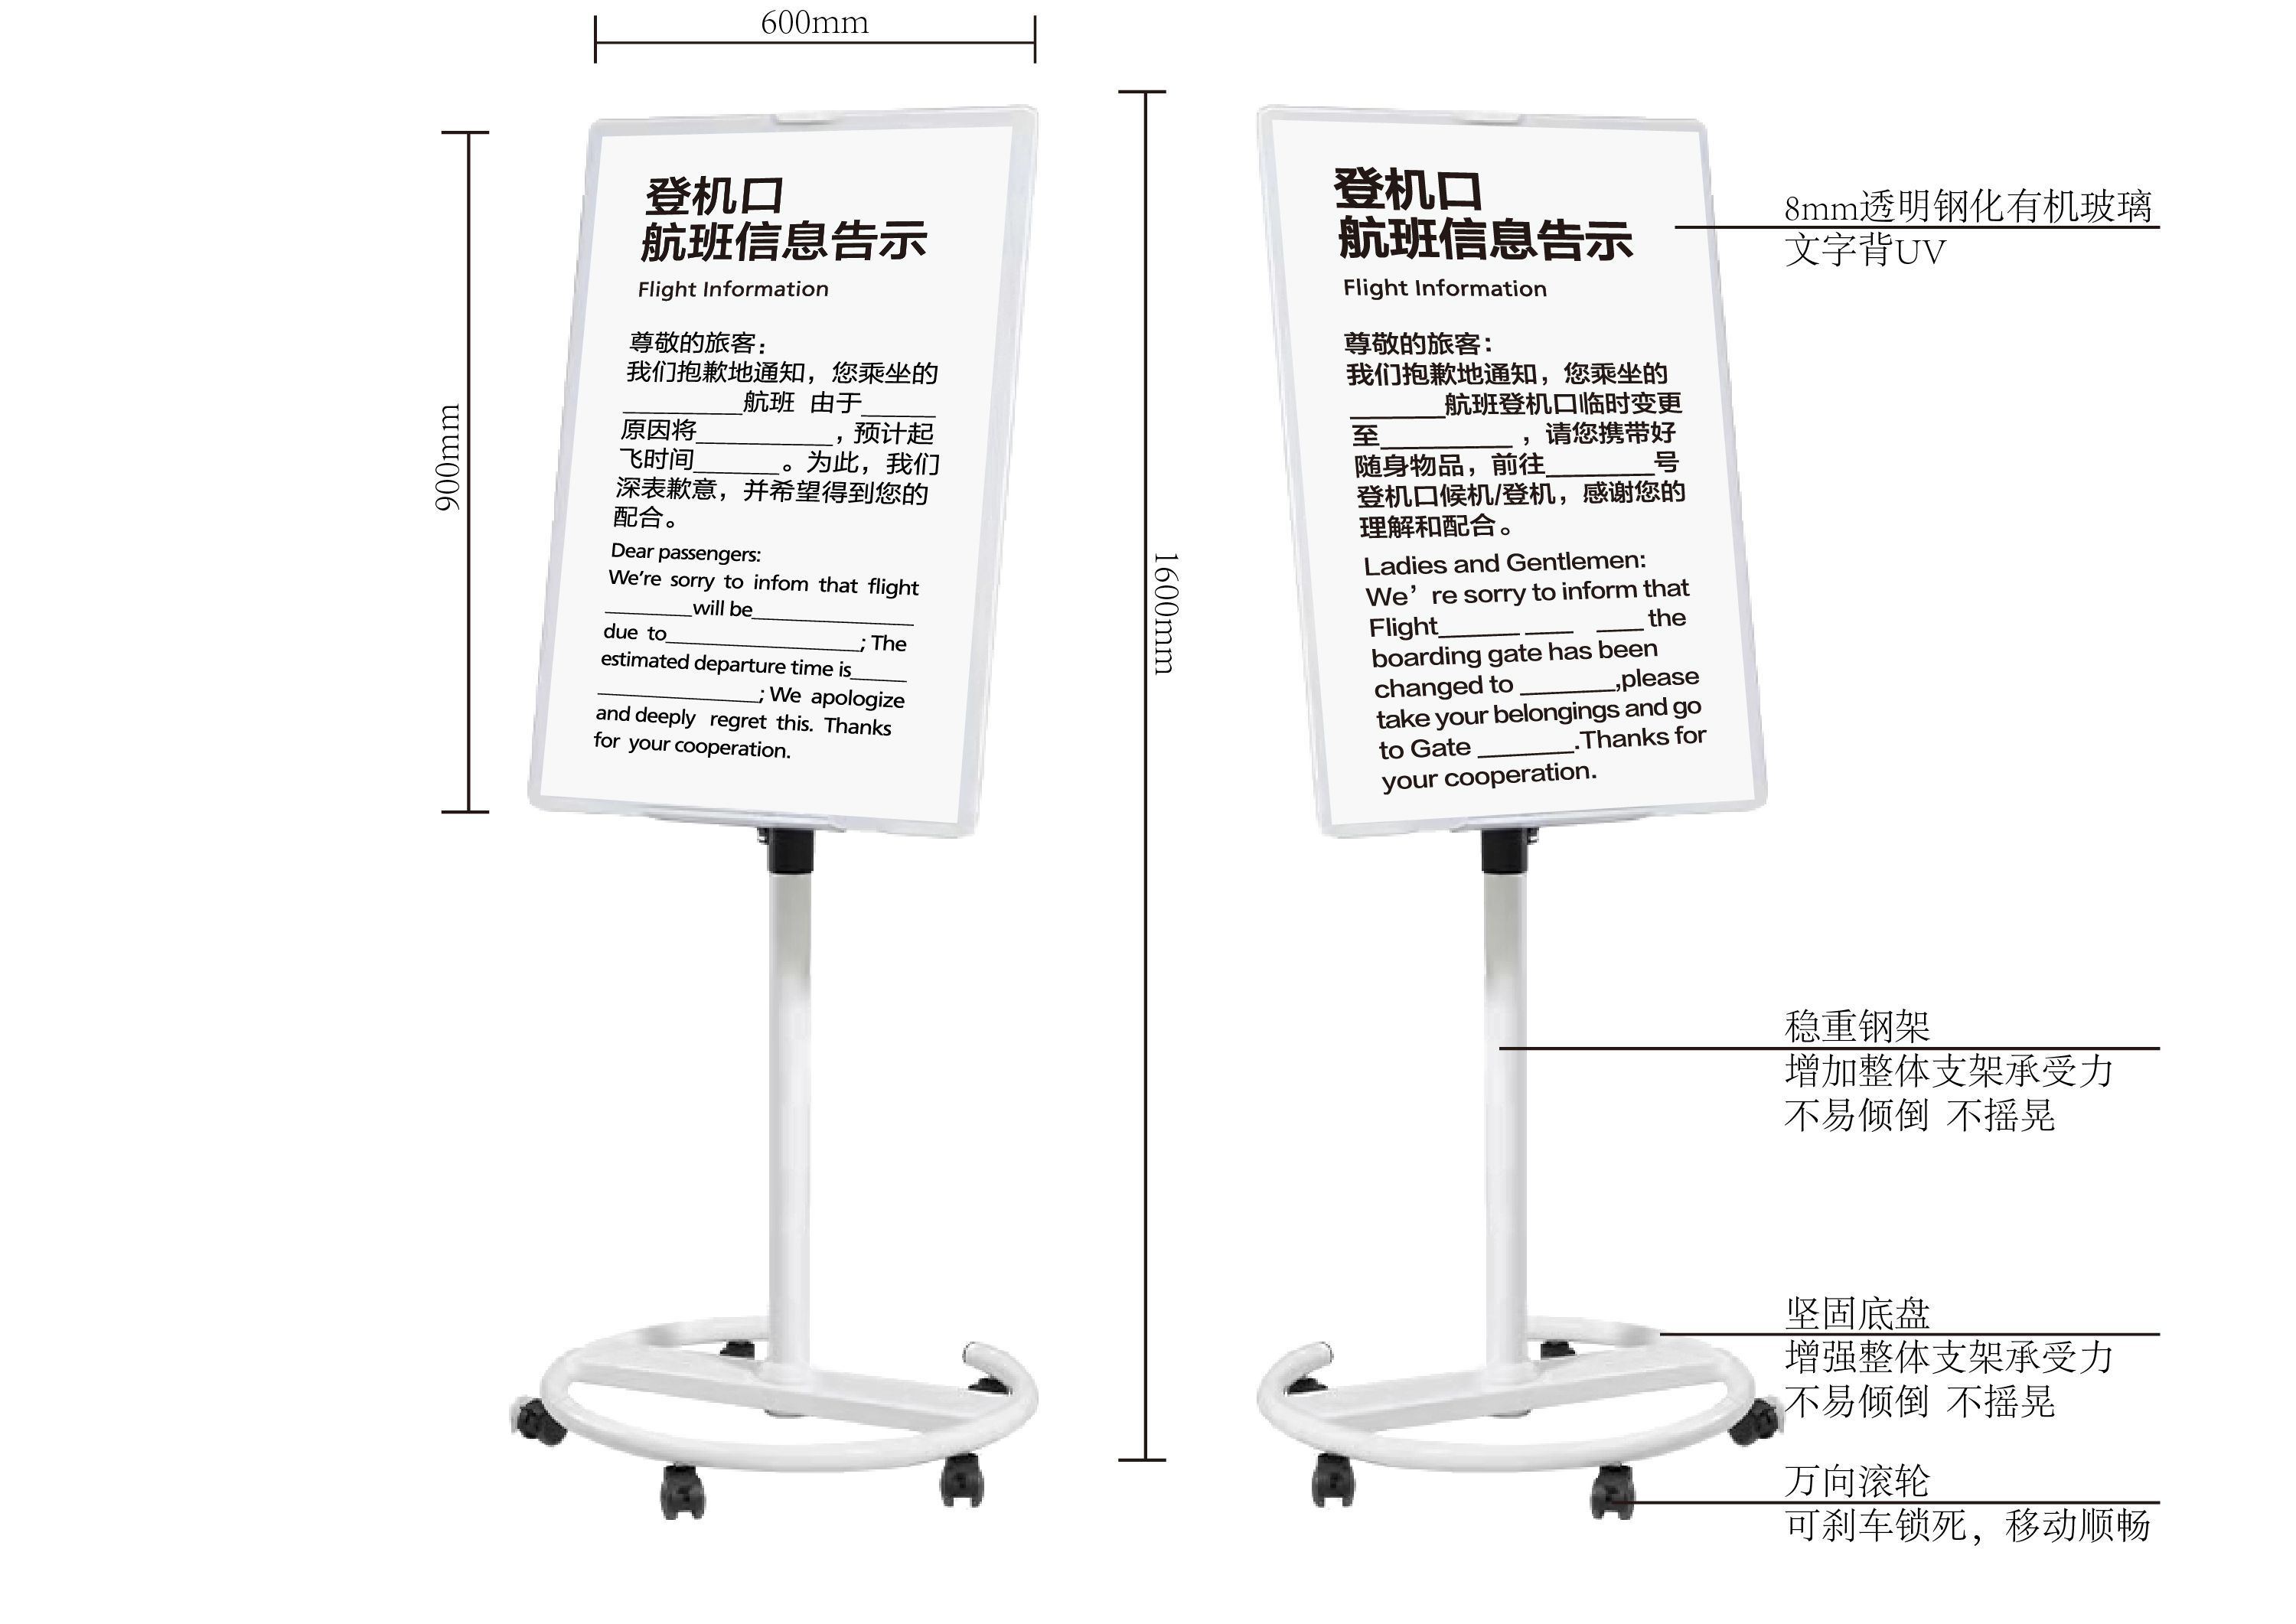 600mm
900mm
登机口
航班信息告示
Flight Information
尊敬的旅客：
我们抱歉地通知，您乘坐的
_________航班 由于______
原因将___________，预计起
飞时间_______。为此，我们
深表歉意，并希望得到您的
配合。
Dear passengers:
We're sorry to infom that flight
________will be_______________
due to__________________; The
estimated departure time is_____
_______________; We apologize
and deeply regret this. Thanks
for your cooperation.
1600mm
登机口
航班信息告示
Flight Information
尊敬的旅客：
我们抱歉地通知，您乘坐的
_______航班登机口临时变更
至__________，请您携带好
随身物品，前往________号
登机口候机/登机，感谢您的
理解和配合。
Ladies and Gentlemen:
We’re sorry to inform that
Flight______ ___ ___ the
boarding gate has been
changed to _______,please
take your belongings and go
to Gate _______.Thanks for
your cooperation.
8mm透明钢化有机玻璃
文字背UV
稳重钢架
增加整体支架承受力
不易倾倒 不摇晃
坚固底盘
增强整体支架承受力
不易倾倒 不摇晃
万向滚轮
可刹车锁死，移动顺畅